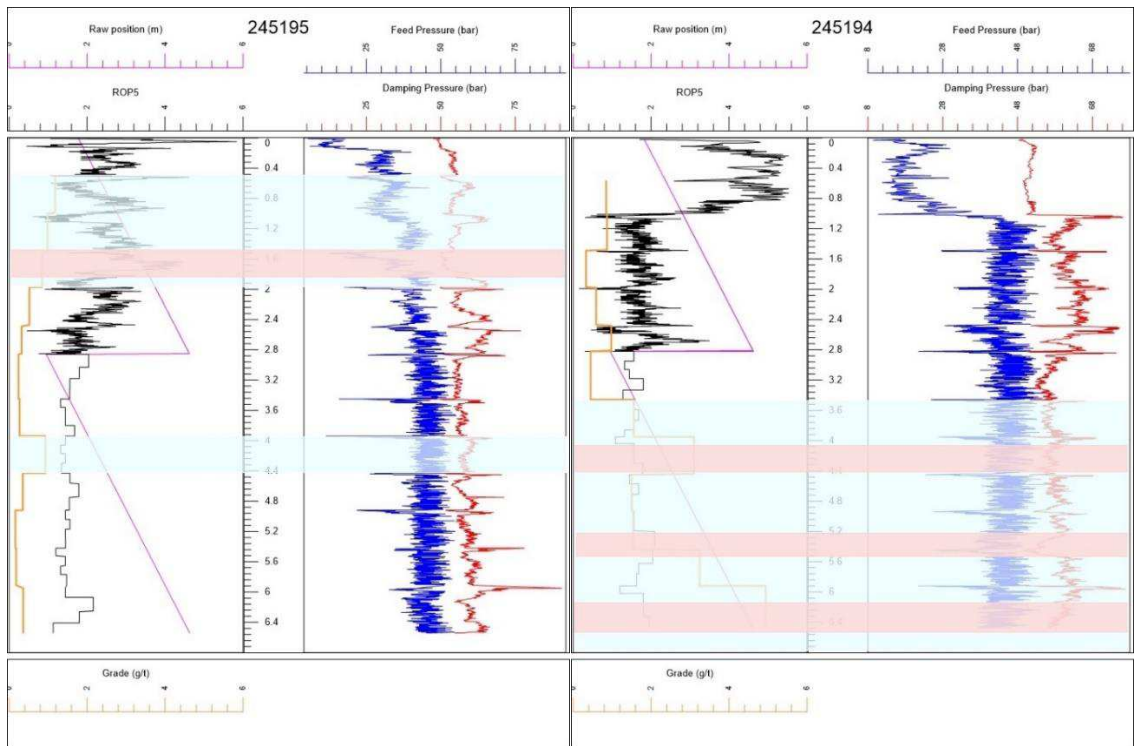 Raw position (m) 245195 Feed Pressure (bar) Raw position (m) 245194 Feed Pressure (bar)
0 2 4 6 25 50 75 0 2 4 6 8 28 48 68
ROP5 Damping Pressure (bar) ROP5 Damping Pressure (bar)
0 2 4 6 25 50 75 0 2 4 6 8 28 48 68
0 0
0.4 0.4
0.8 0.8
1.2 1.2
1.6 1.6
2 2
2.4 2.4
2.8 2.8
3.2 3.2
3.6 3.6
4 4
4.4 4.4
4.8 4.8
5.2 5.2
5.6 5.6
6 6
6.4 6.4
Grade (g/t) Grade (g/t)
0 2 4 6 0 2 4 6